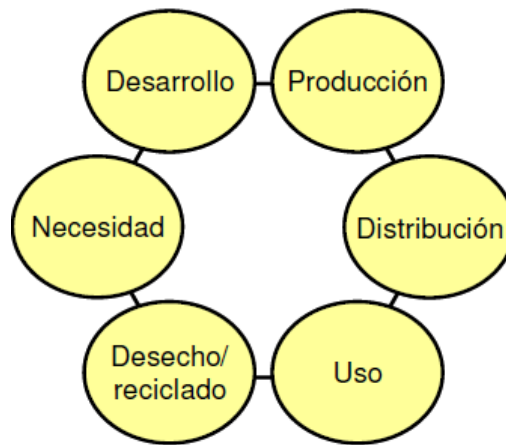 Desarrollo
Producción
Necesidad
Distribución
Desecho/
reciclado
Uso